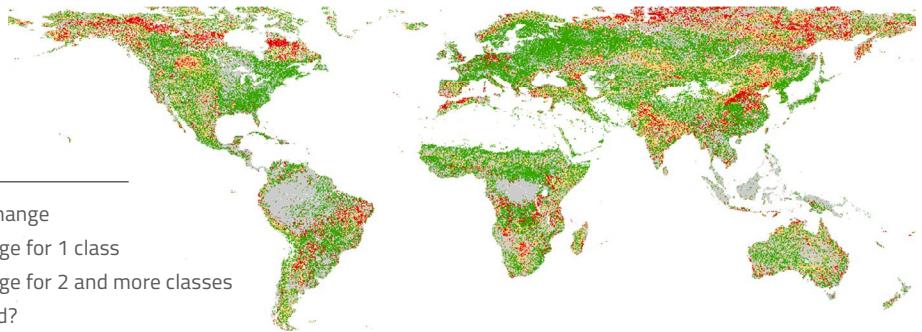 hange
ge for 1 class
ge for 2 and more classes
d?